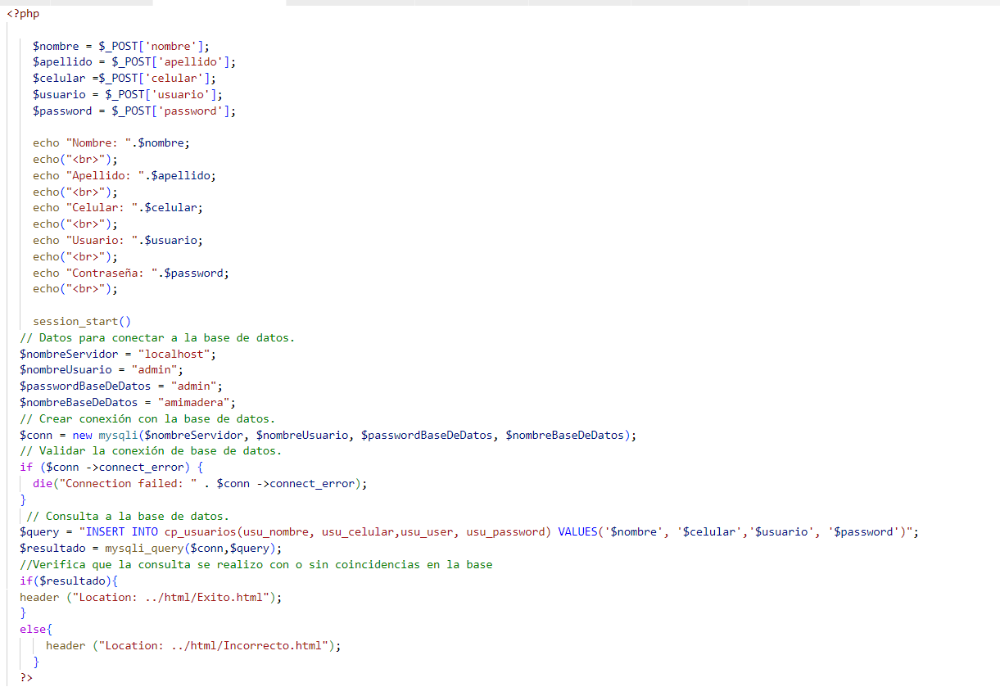 <?php
$nombre = $_POST['nombre'];
$apellido = $_POST['apellido'];
$celular =$_POST['celular'];
$usuario = $_POST['usuario'];
$password = $_POST['password'];
echo "Nombre: ".$nombre;
echo("<br>");
echo "Apellido: ".$apellido;
echo("<br>");
echo "Celular: ".$celular;
echo("<br>");
echo "Usuario: ".$usuario;
echo("<br>");
echo "Contraseña: ".$password;
echo("<br>");
session_start()
// Datos para conectar a la base de datos.
$nombreServidor = "localhost";
$nombreUsuario = "admin";
$passwordBaseDeDatos = "admin";
$nombreBaseDeDatos = "amimadera";
// Crear conexión con la base de datos.
$conn = new mysqli($nombreServidor, $nombreUsuario, $passwordBaseDeDatos, $nombreBaseDeDatos);
// Validar la conexión de base de datos.
if ($conn ->connect_error) {
die("Connection failed: " . $conn ->connect_error);
}
// Consulta a la base de datos.
$query = "INSERT INTO cp_usuarios(usu_nombre, usu_celular,usu_user, usu_password) VALUES('$nombre', '$celular','$usuario', '$password')";
$resultado = mysqli_query($conn,$query);
//Verifica que la consulta se realizo con o sin coincidencias en la base
if($resultado){
header ("Location: ../html/Exito.html");
}
else{
header ("Location: ../html/Incorrecto.html");
}
?>